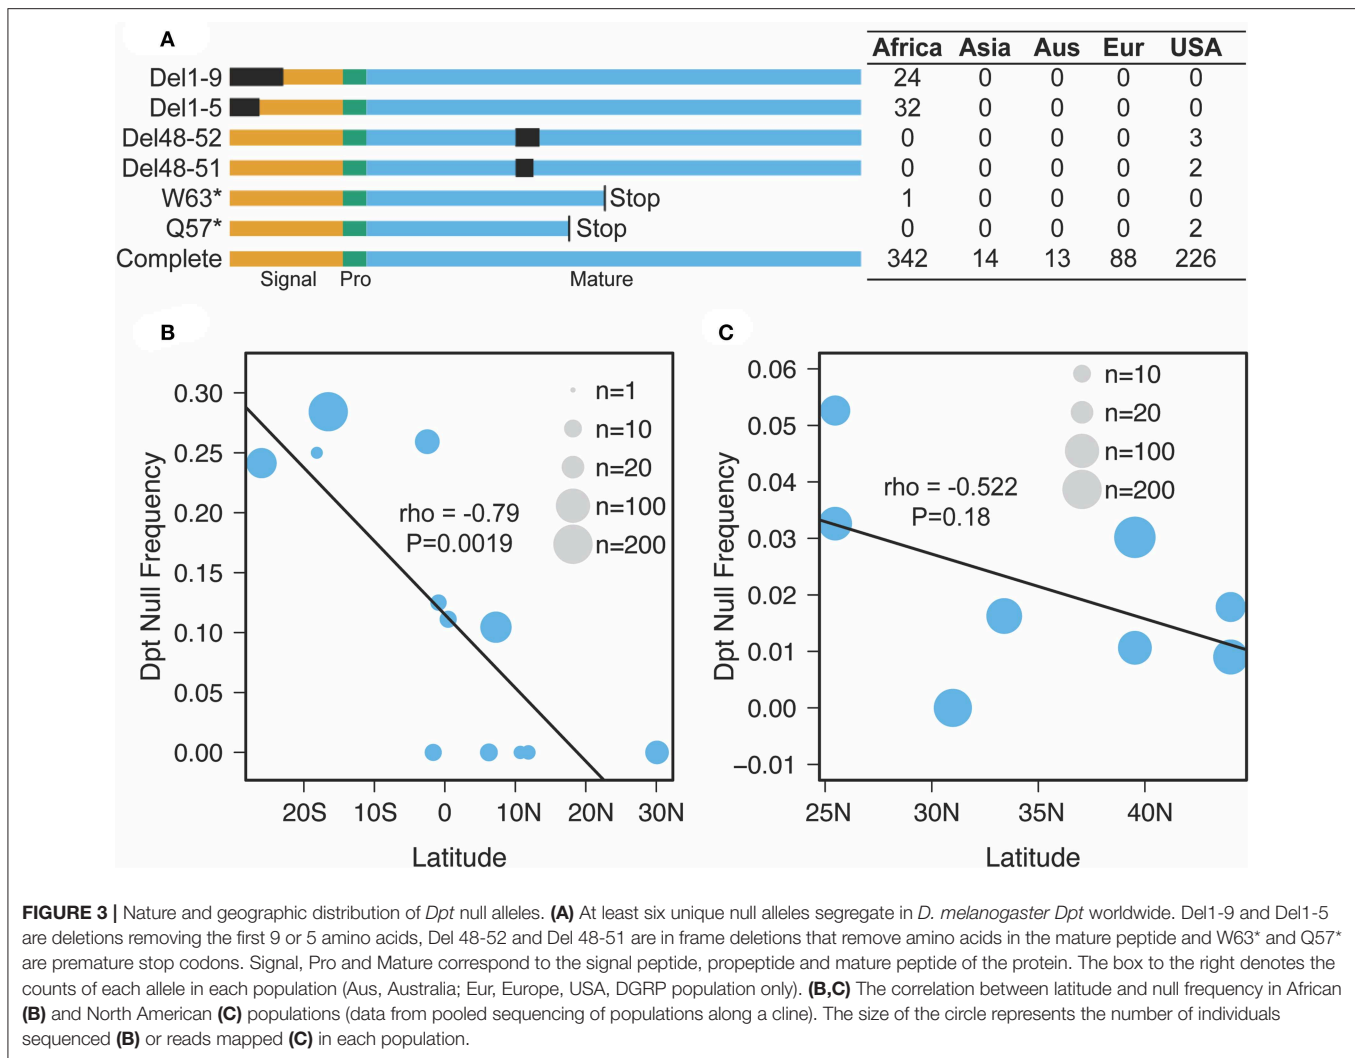 A
Africa Asia Aus Eur USA
Del1-9 24 0 0 0 0
Del1-5 32 0 0 0 0
Del48-52 0 0 0 0 3
Del48-51 0 0 0 0 2
W63* Stop 1 0 0 0 0
Q57* Stop 0 0 0 0 2
Complete 342 14 13 88 226
Signal Pro Mature
B
Dpt Null Frequency
0.30
0.25
0.20
0.15
0.10
0.05
0.00
n=1
n=10
n=20
n=100
n=200
rho = -0.79
P=0.0019
20S 10S 0 10N 20N 30N
Latitude
C
Dpt Null Frequency
0.06
0.05
0.04
0.03
0.02
0.01
0.00
−0.01
n=10
n=20
n=100
n=200
rho = -0.522
P=0.18
25N 30N 35N 40N
Latitude
FIGURE 3 | Nature and geographic distribution of Dpt null alleles. (A) At least six unique null alleles segregate in D. melanogaster Dpt worldwide. Del1-9 and Del1-5
are deletions removing the first 9 or 5 amino acids, Del 48-52 and Del 48-51 are in frame deletions that remove amino acids in the mature peptide and W63* and Q57*
are premature stop codons. Signal, Pro and Mature correspond to the signal peptide, propeptide and mature peptide of the protein. The box to the right denotes the
counts of each allele in each population (Aus, Australia; Eur, Europe, USA, DGRP population only). (B,C) The correlation between latitude and null frequency in African
(B) and North American (C) populations (data from pooled sequencing of populations along a cline). The size of the circle represents the number of individuals
sequenced (B) or reads mapped (C) in each population.